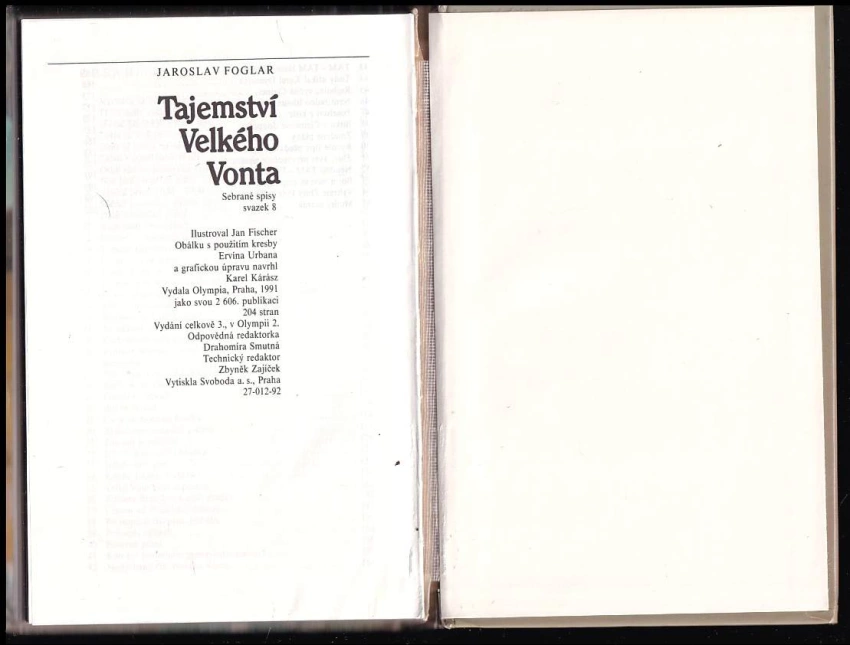 JAROSLAV FOGLAR
Tajemství
Velkého
Vonta
Sebrané spisy
svazek 8
Ilustroval Jan Fischer
Obálku s použitím kresby
Ervína Urbana
a grafickou úpravu navrhl
Karel Kárász
Vydala Olympia, Praha, 1991
jako svou 2 606. publikaci
204 stran
Vydání celkově 3., v Olympii 2.
Odpovědná redaktorka
Drahomíra Smutná
Technický redaktor
Zbyněk Zajíček
Vytiskla Svoboda a. s., Praha
27-012-92